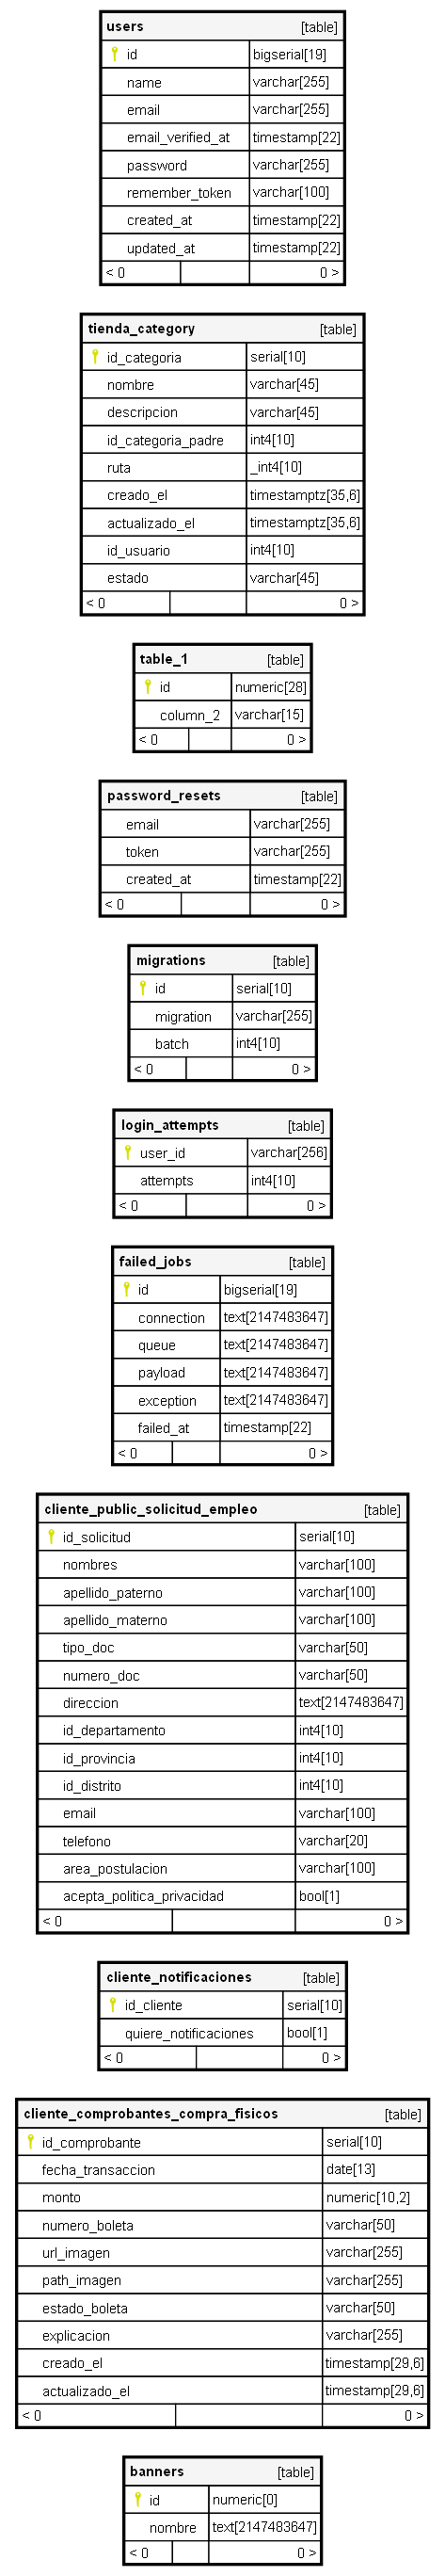 users [table]
id bigserial[19]
name varchar[255]
email varchar[255]
email_verified_at timestamp[22]
password varchar[255]
remember_token varchar[100]
created_at timestamp[22]
updated_at timestamp[22]
< 0 0 >
tienda_category [table]
id_categoria serial[10]
nombre varchar[45]
descripcion varchar[45]
id_categoria_padre int4[10]
ruta _int4[10]
creado_el timestamptz[35,6]
actualizado_el timestamptz[35,6]
id_usuario int4[10]
estado varchar[45]
< 0 0 >
table_1 [table]
id numeric[28]
column_2 varchar[15]
< 0 0 >
password_resets [table]
email varchar[255]
token varchar[255]
created_at timestamp[22]
< 0 0 >
migrations [table]
id serial[10]
migration varchar[255]
batch int4[10]
< 0 0 >
login_attempts [table]
user_id varchar[256]
attempts int4[10]
< 0 0 >
failed_jobs [table]
id bigserial[19]
connection text[2147483647]
queue text[2147483647]
payload text[2147483647]
exception text[2147483647]
failed_at timestamp[22]
< 0 0 >
cliente_public_solicitud_empleo [table]
id_solicitud serial[10]
nombres varchar[100]
apellido_paterno varchar[100]
apellido_materno varchar[100]
tipo_doc varchar[50]
numero_doc varchar[50]
direccion text[2147483647]
id_departamento int4[10]
id_provincia int4[10]
id_distrito int4[10]
email varchar[100]
telefono varchar[20]
area_postulacion varchar[100]
acepta_politica_privacidad bool[1]
< 0 0 >
cliente_notificaciones [table]
id_cliente serial[10]
quiere_notificaciones bool[1]
< 0 0 >
cliente_comprobantes_compra_fisicos [table]
id_comprobante serial[10]
fecha_transaccion date[13]
monto numeric[10,2]
numero_boleta varchar[50]
url_imagen varchar[255]
path_imagen varchar[255]
estado_boleta varchar[50]
explicacion varchar[255]
creado_el timestamp[29,6]
actualizado_el timestamp[29,6]
< 0 0 >
banners [table]
id numeric[0]
nombre text[2147483647]
< 0 0 >